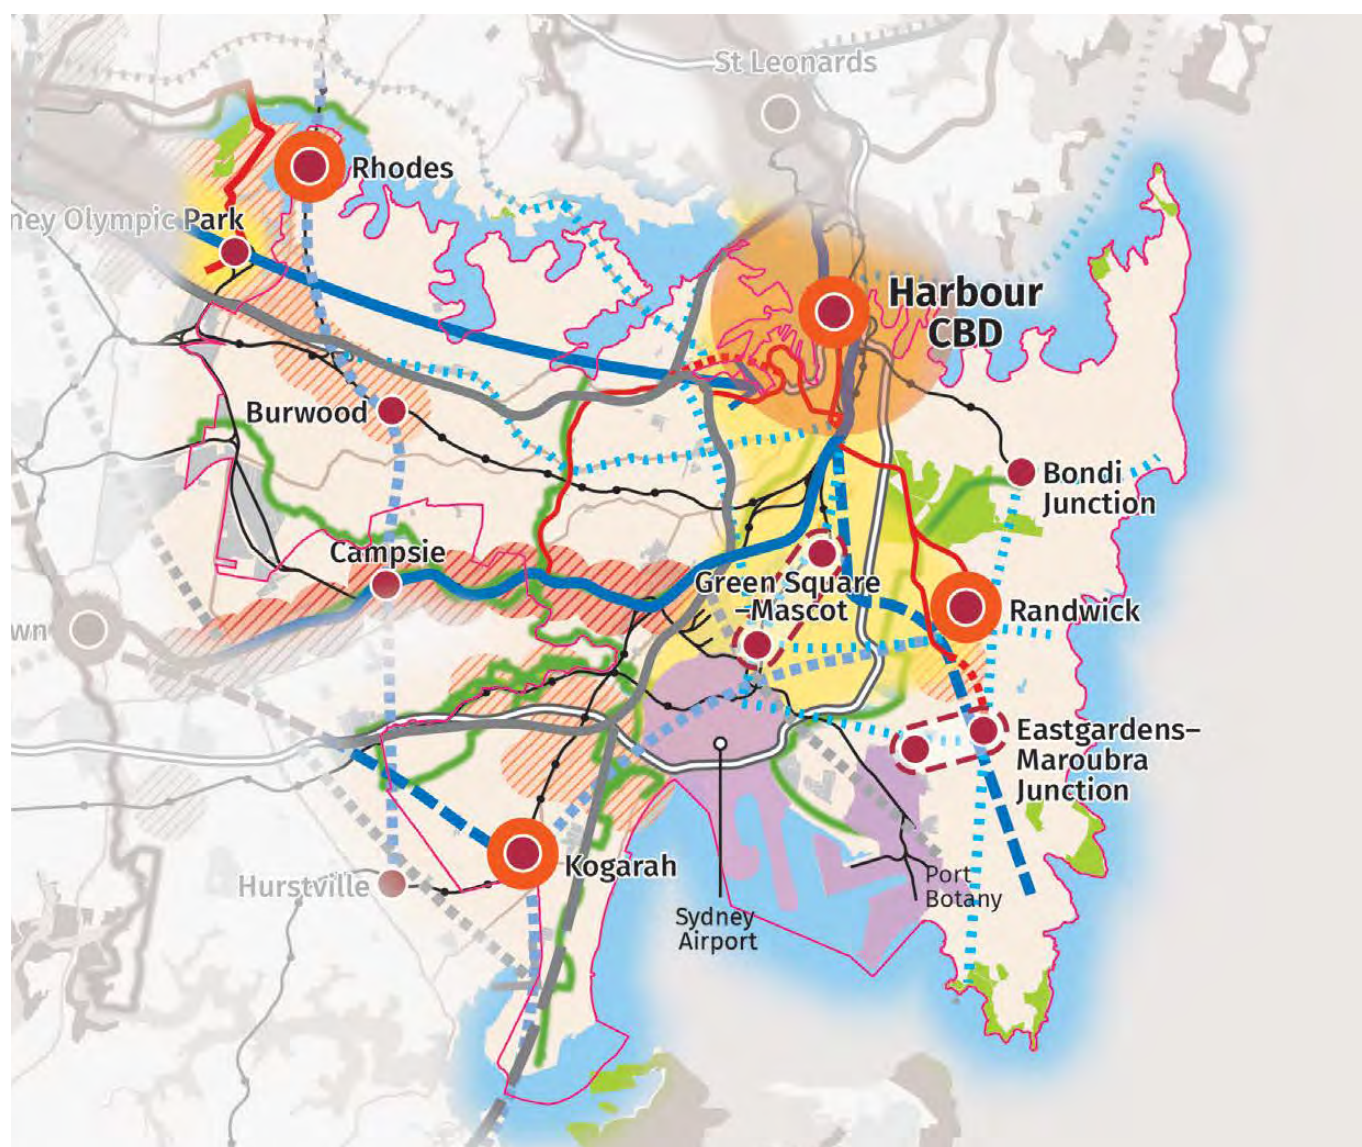 St Leonards
Rhodes
ney Olympic Park
Harbour
CBD
Burwood
Bondi
Junction
Campsie
Green Square
–Mascot
Randwick
wn
Eastgardens–
Maroubra
Junction
Kogarah
Hurstville
Port
Botany
Sydney
Airport